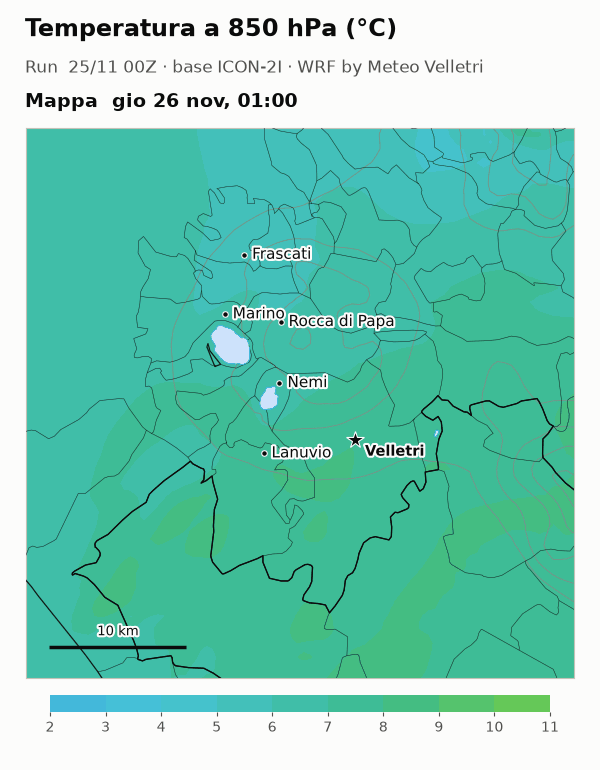 Temperatura a 850 hPa (°C)
Run  25/11 00Z · base ICON-2I · WRF by Meteo Velletri
Mappa  gio 26 nov, 01:00
Frascati
Marino
Rocca di Papa
Nemi
Velletri
Lanuvio
10 km
2 3 4 5 6 7 8 9 10 11